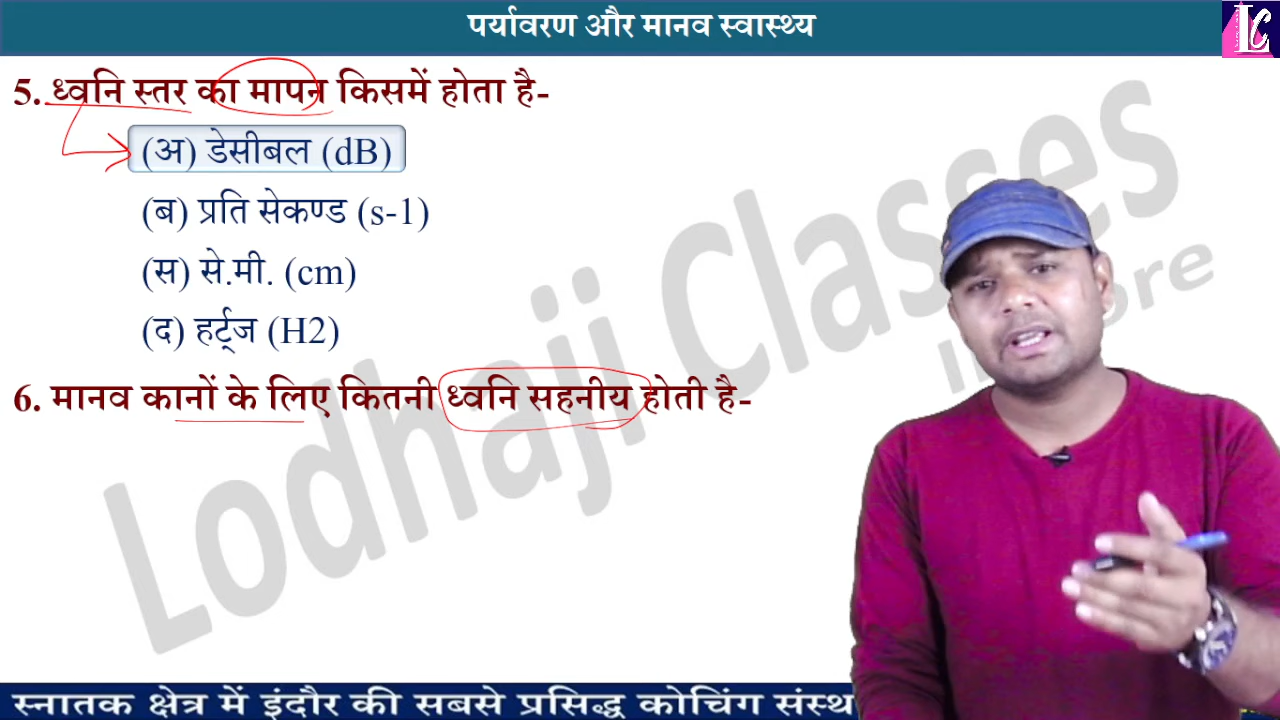 पर्यावरण और मानव स्वास्थ्य
LC
5. ध्वनि स्तर का मापन किसमें होता है-
(अ) डेसीबल (dB)
(ब) प्रति सेकण्ड (s-1)
(स) से.मी. (cm)
(द) हर्ट्ज (H2)
6. मानव कानों के लिए कितनी ध्वनि सहनीय होती है-
Lodhaji Classes
स्नातक क्षेत्र में इंदौर की सबसे प्रसिद्ध कोचिंग संस्थ